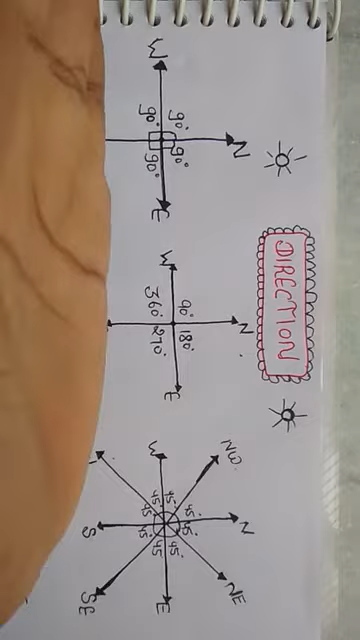 DIRECTION
N
W
E
90° 90°
90° 90°
N
W
E
90° 180°
360° 270°
N
NW
NE
W
E
45 45 45 45
45 45 45 45
S
SE